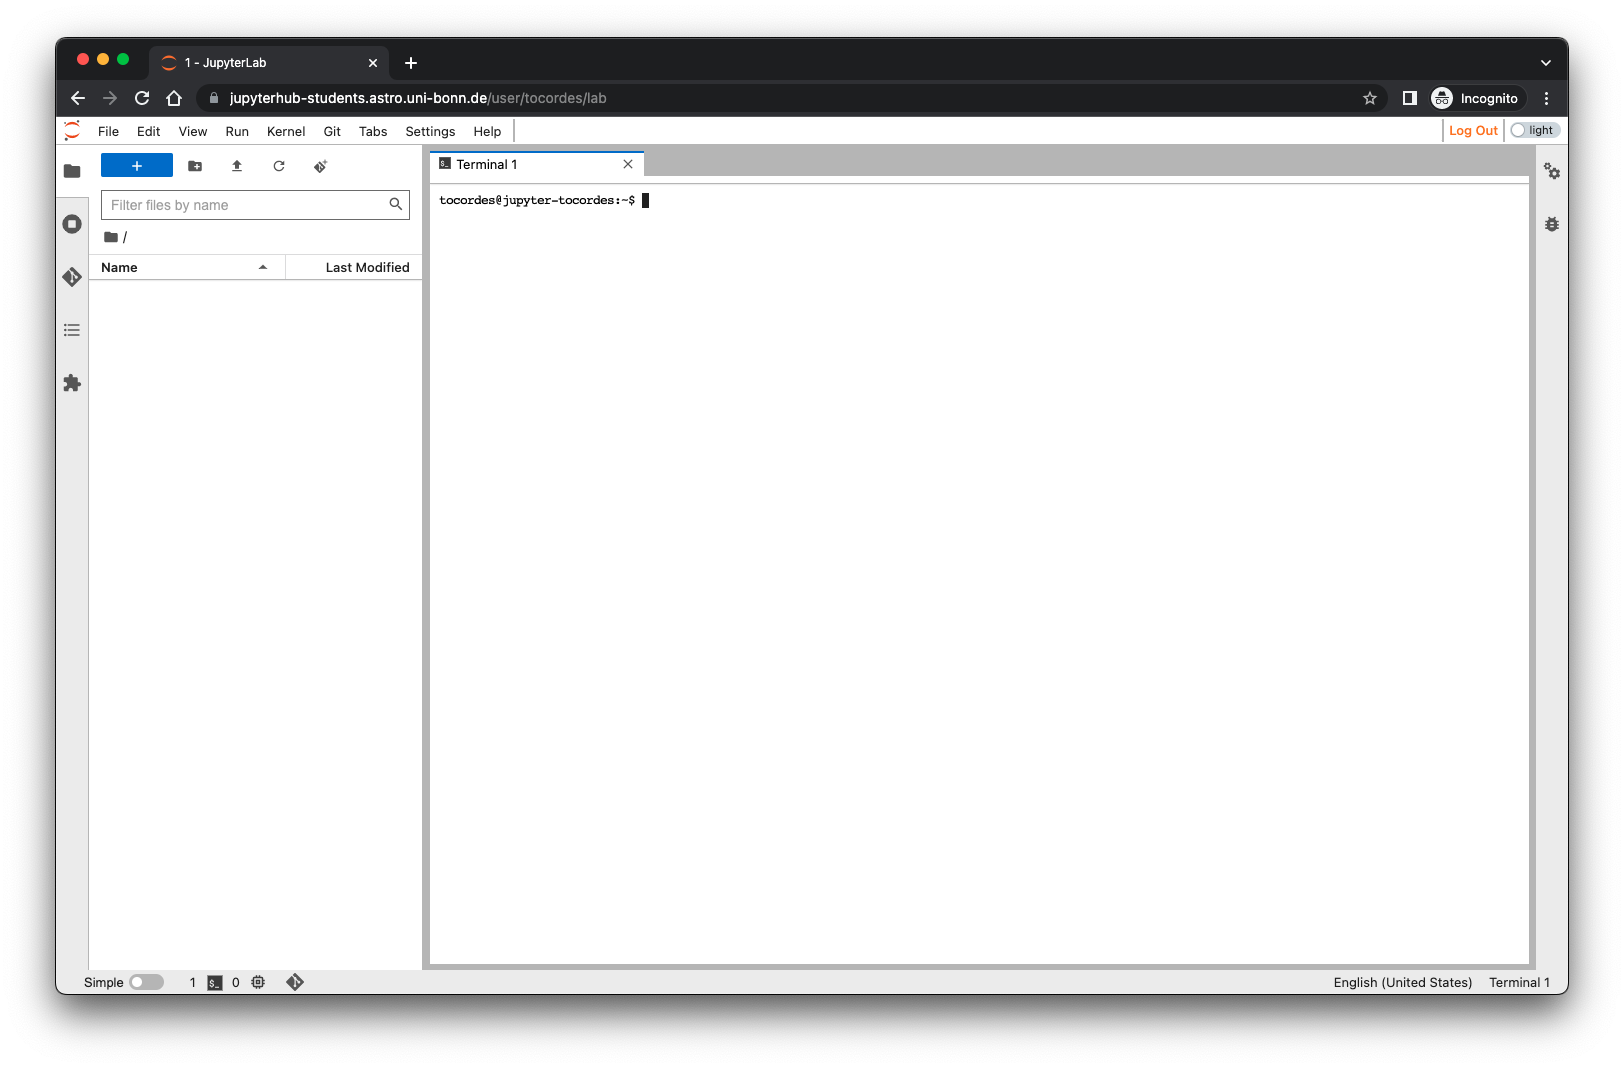 1 - JupyterLab
jupyterhub-students.astro.uni-bonn.de/user/tocordes/lab
Incognito
File Edit View Run Kernel Git Tabs Settings Help
Log Out
light
Terminal 1
Filter files by name
/
Name
Last Modified
tocordes@jupyter-tocordes:~$
Simple
1
$_
0
English (United States)
Terminal 1